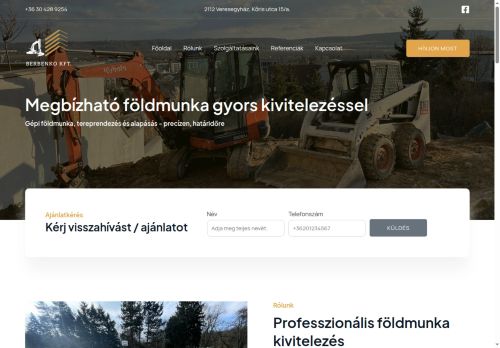 +36 30 428 9254
2112 Veresegyház, Kőris utca 15/a.
BERBENKO KFT.
Főoldal
Rólunk
Szolgáltatásaink
Referenciák
Kapcsolat
HÍVJON MOST
Megbízható földmunka gyors kivitelezéssel
Gépi földmunka, tereprendezés és alapásás – precízen, határidőre
Ajánlatkérés
Kérj visszahívást / ajánlatot
Név
Adja meg teljes nevét
Telefonszám
+36201234567
KÜLDÉS
Rólunk
Professzionális földmunka
kivitelezés